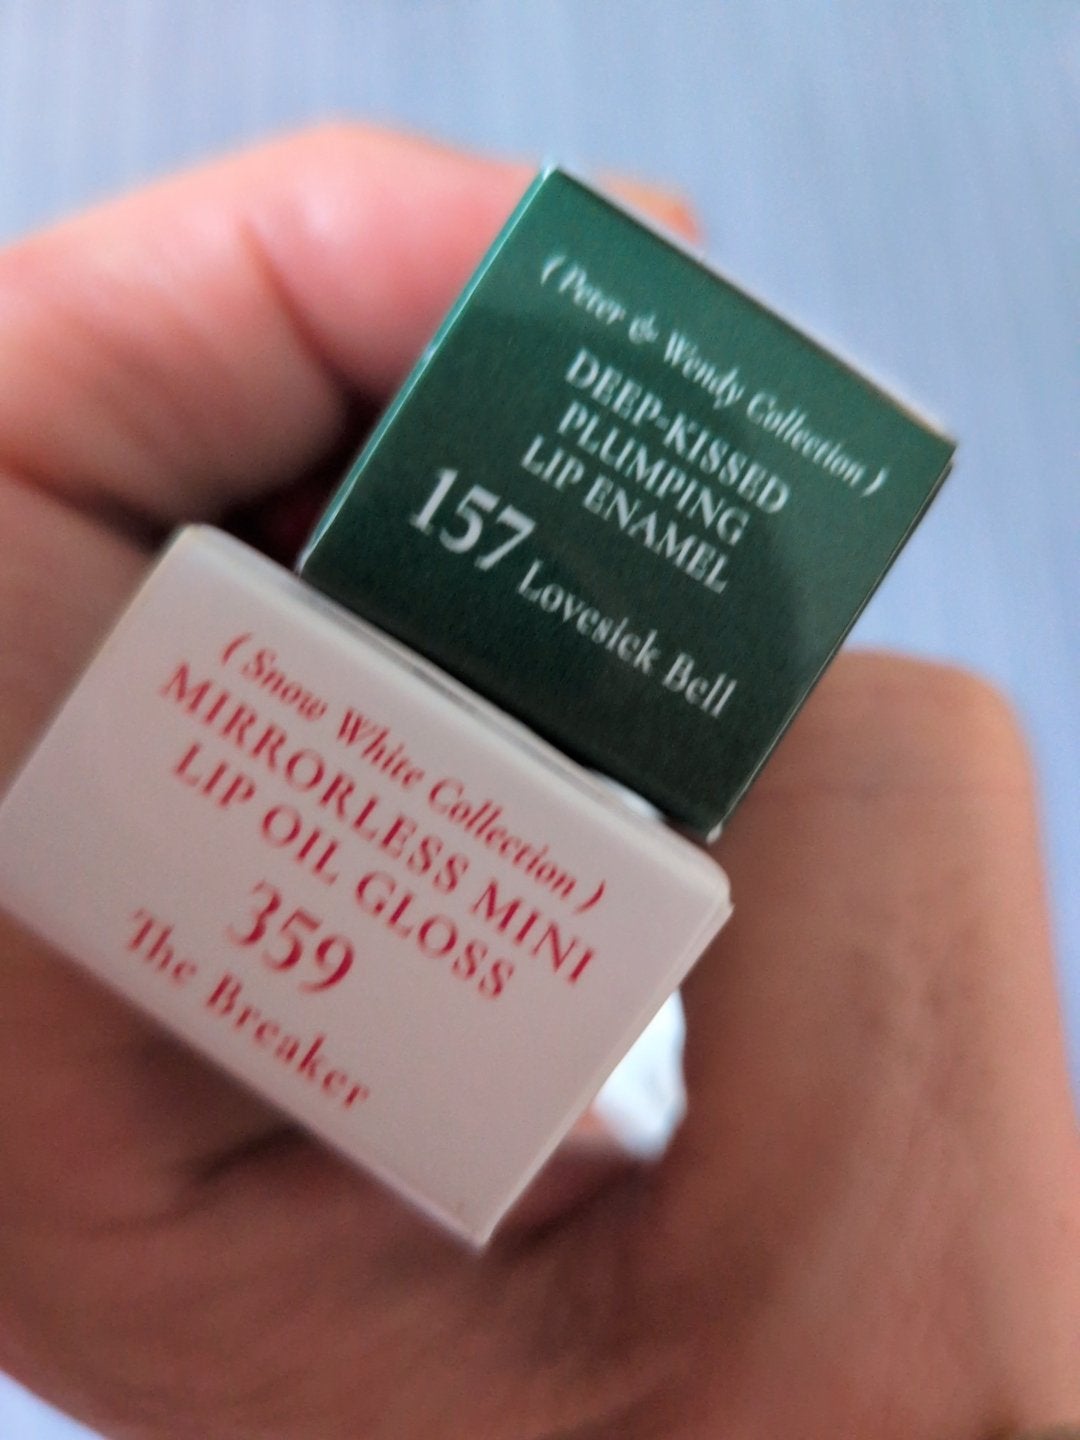 ( Peter & Wendy Collection )
DEEP-KISSED
PLUMPING
LIP ENAMEL
157 Lovesick Bell
( Snow White Collection )
MIRRORLESS MINI
LIP OIL GLOSS
359
The Breaker